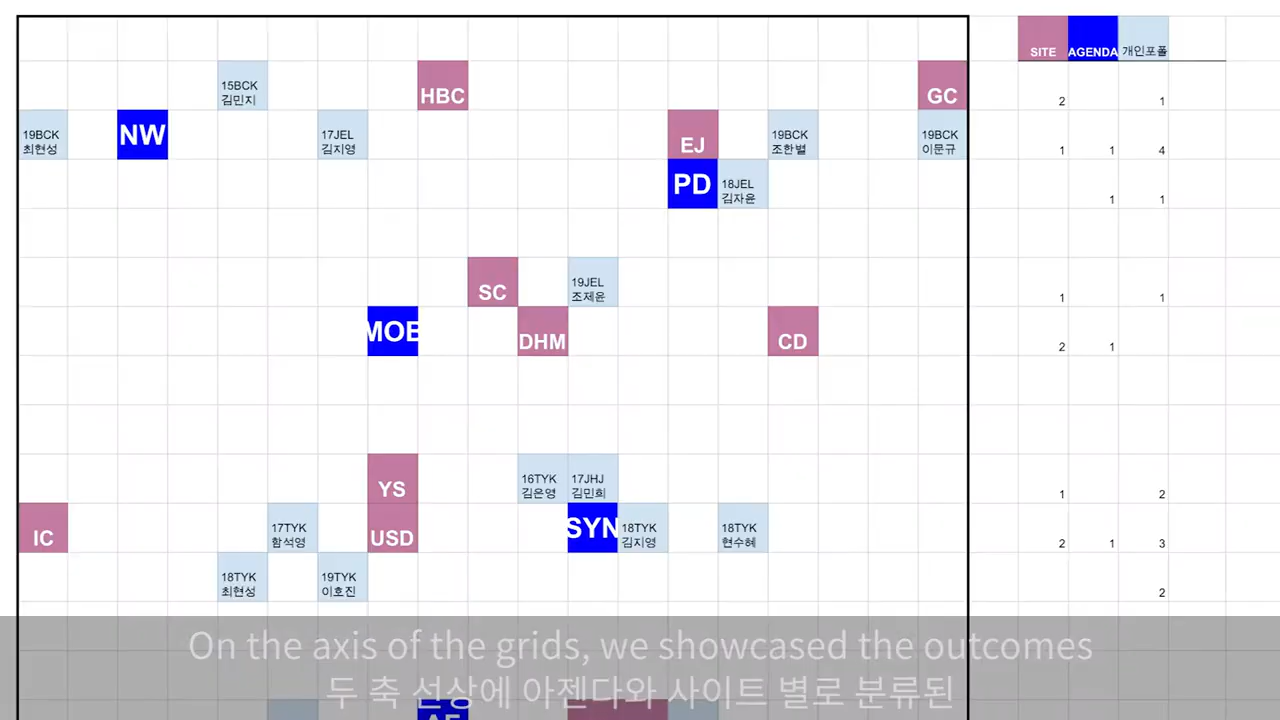 SITE AGENDA 개인포폴
15BCK
김민지
HBC
GC
2 1
19BCK
최현성
NW
17JEL
김지영
EJ
19BCK
조한별
19BCK
이문규
1 1 4
PD
18JEL
김자윤
1 1
SC
19JEL
조제윤
1 1
MOB
DHM
CD
2 1
YS
16TYK
김은영
17JHJ
김민희
1 2
IC
17TYK
함석영
USD
SYN
18TYK
김지영
18TYK
현수혜
2 1 3
18TYK
최현성
19TYK
이호진
2
On the axis of the grids, we showcased the outcomes
두 축 선상에 아젠다와 사이트 별로 분류된